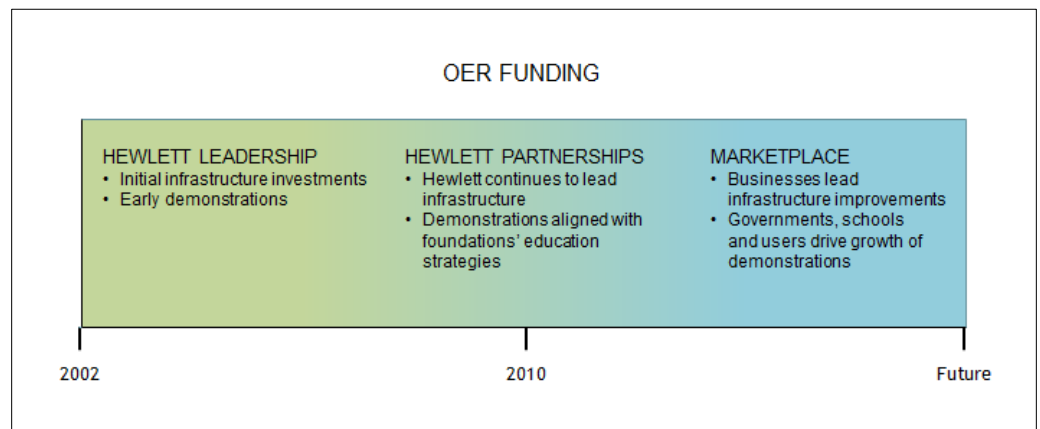 OER FUNDING
HEWLETT LEADERSHIP
• Initial infrastructure investments
• Early demonstrations
HEWLETT PARTNERSHIPS
• Hewlett continues to lead
infrastructure
• Demonstrations aligned with
foundations’ education
strategies
MARKETPLACE
• Businesses lead
infrastructure improvements
• Governments, schools
and users drive growth of
demonstrations
2002
2010
Future